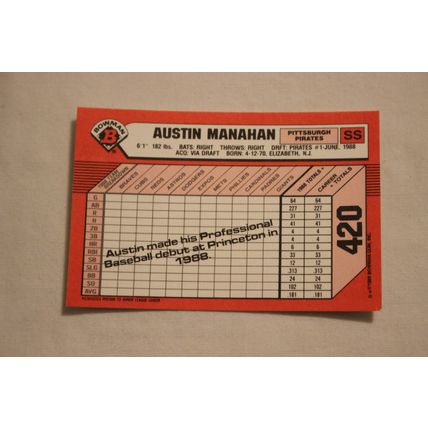 BOWMAN
B
AUSTIN MANAHAN
PITTSBURGH
PIRATES
SS
6'1" 182 lbs. BATS: RIGHT THROWS: RIGHT DRFT: PIRATES #1-JUNE, 1988
ACQ: VIA DRAFT BORN: 4-12-70, ELIZABETH, N.J.
BRAVES CUBS REDS ASTROS DODGERS EXPOS METS PHILLIES CARDINALS PADRES GIANTS 1988 TOTALS CAREER TOTALS
G 64 64
AB 227 227
R 31 31
H 41 41
2B 4 4
3B 4 4
HR 6 6
RBI 33 33
SB 12 12
SLG .313 .313
BB 24 24
SO 102 102
AVG .181 .181
Austin made his Professional
Baseball debut at Princeton in
1988.
420